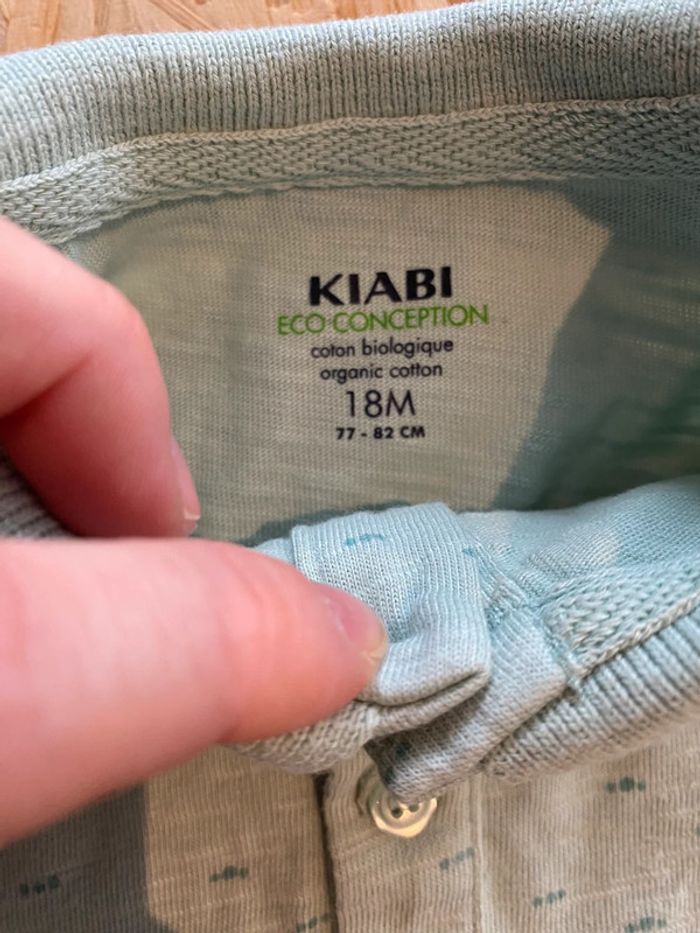 KIABI
ECO CONCEPTION
coton biologique
organic cotton
18M
77 - 82 CM